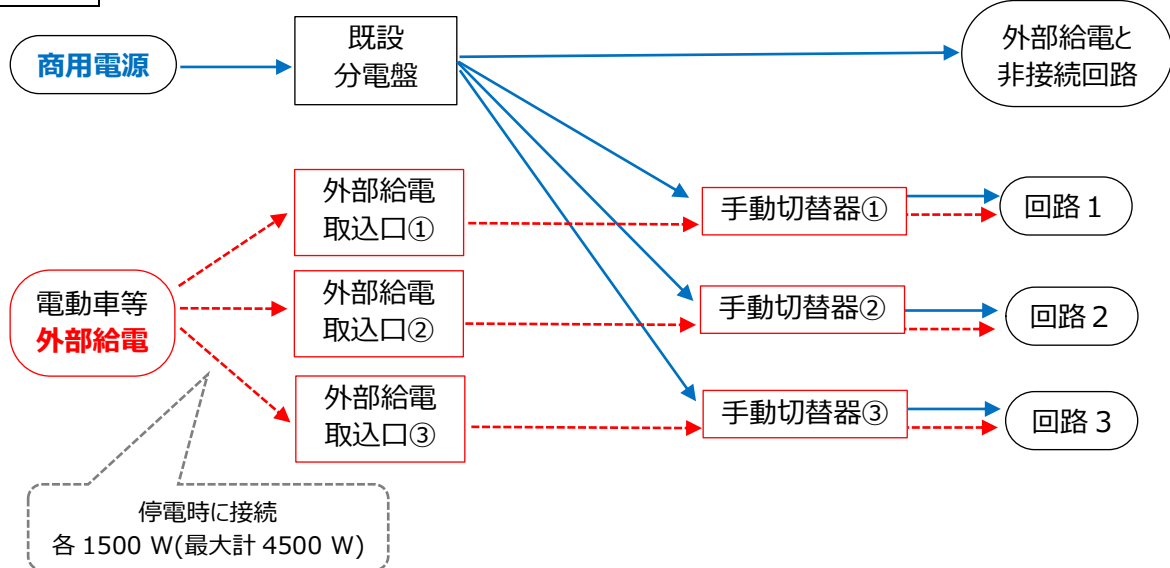 商用電源
既設
分電盤
外部給電と
非接続回路
外部給電
取込口①
手動切替器①
回路１
電動車等
外部給電
外部給電
取込口②
手動切替器②
回路２
外部給電
取込口③
手動切替器③
回路３
停電時に接続
各 1500 W(最大計 4500 W)